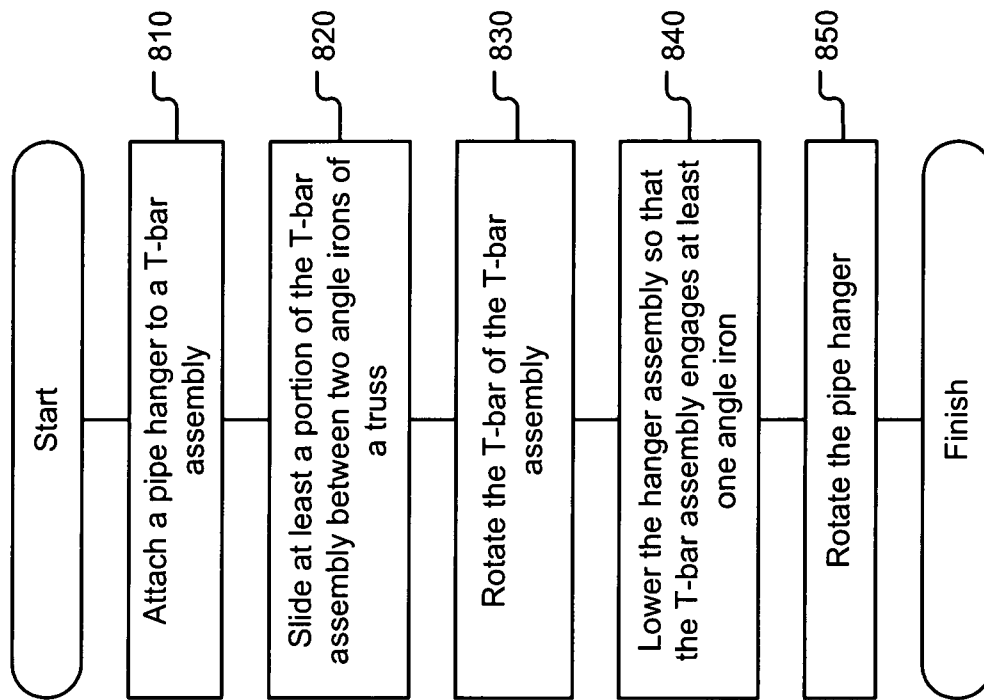 Start
Attach a pipe hanger to a T-bar
assembly
810
Slide at least a portion of the T-bar
assembly between two angle irons of
a truss
820
Rotate the T-bar of the T-bar
assembly
830
Lower the hanger assembly so that
the T-bar assembly engages at least
one angle iron
840
Rotate the pipe hanger
850
Finish